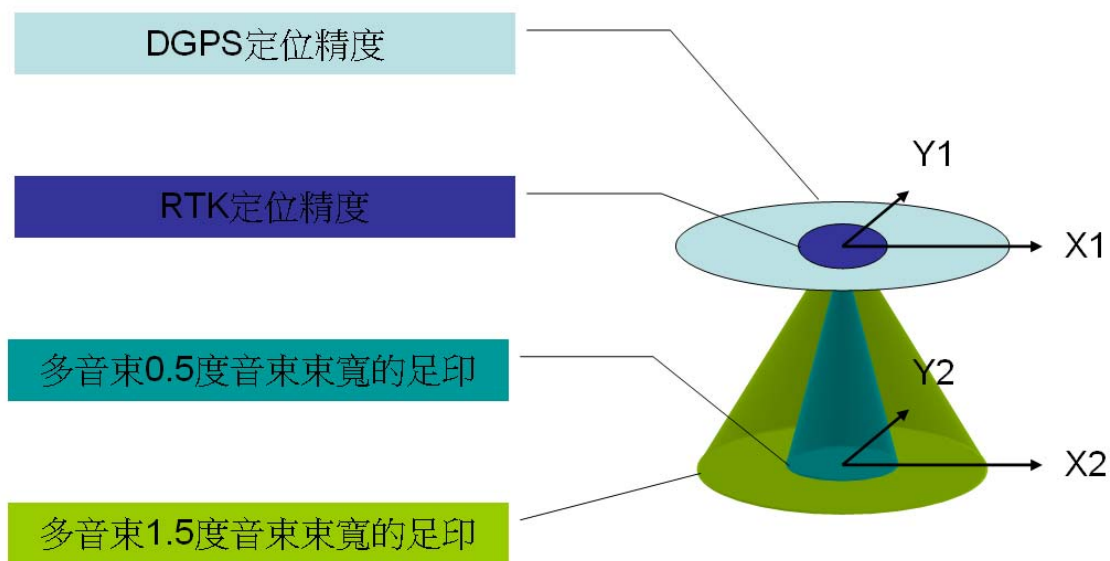 DGPS定位精度
Y1
RTK定位精度
X1
多音束0.5度音束束寬的足印
Y2
X2
多音束1.5度音束束寬的足印